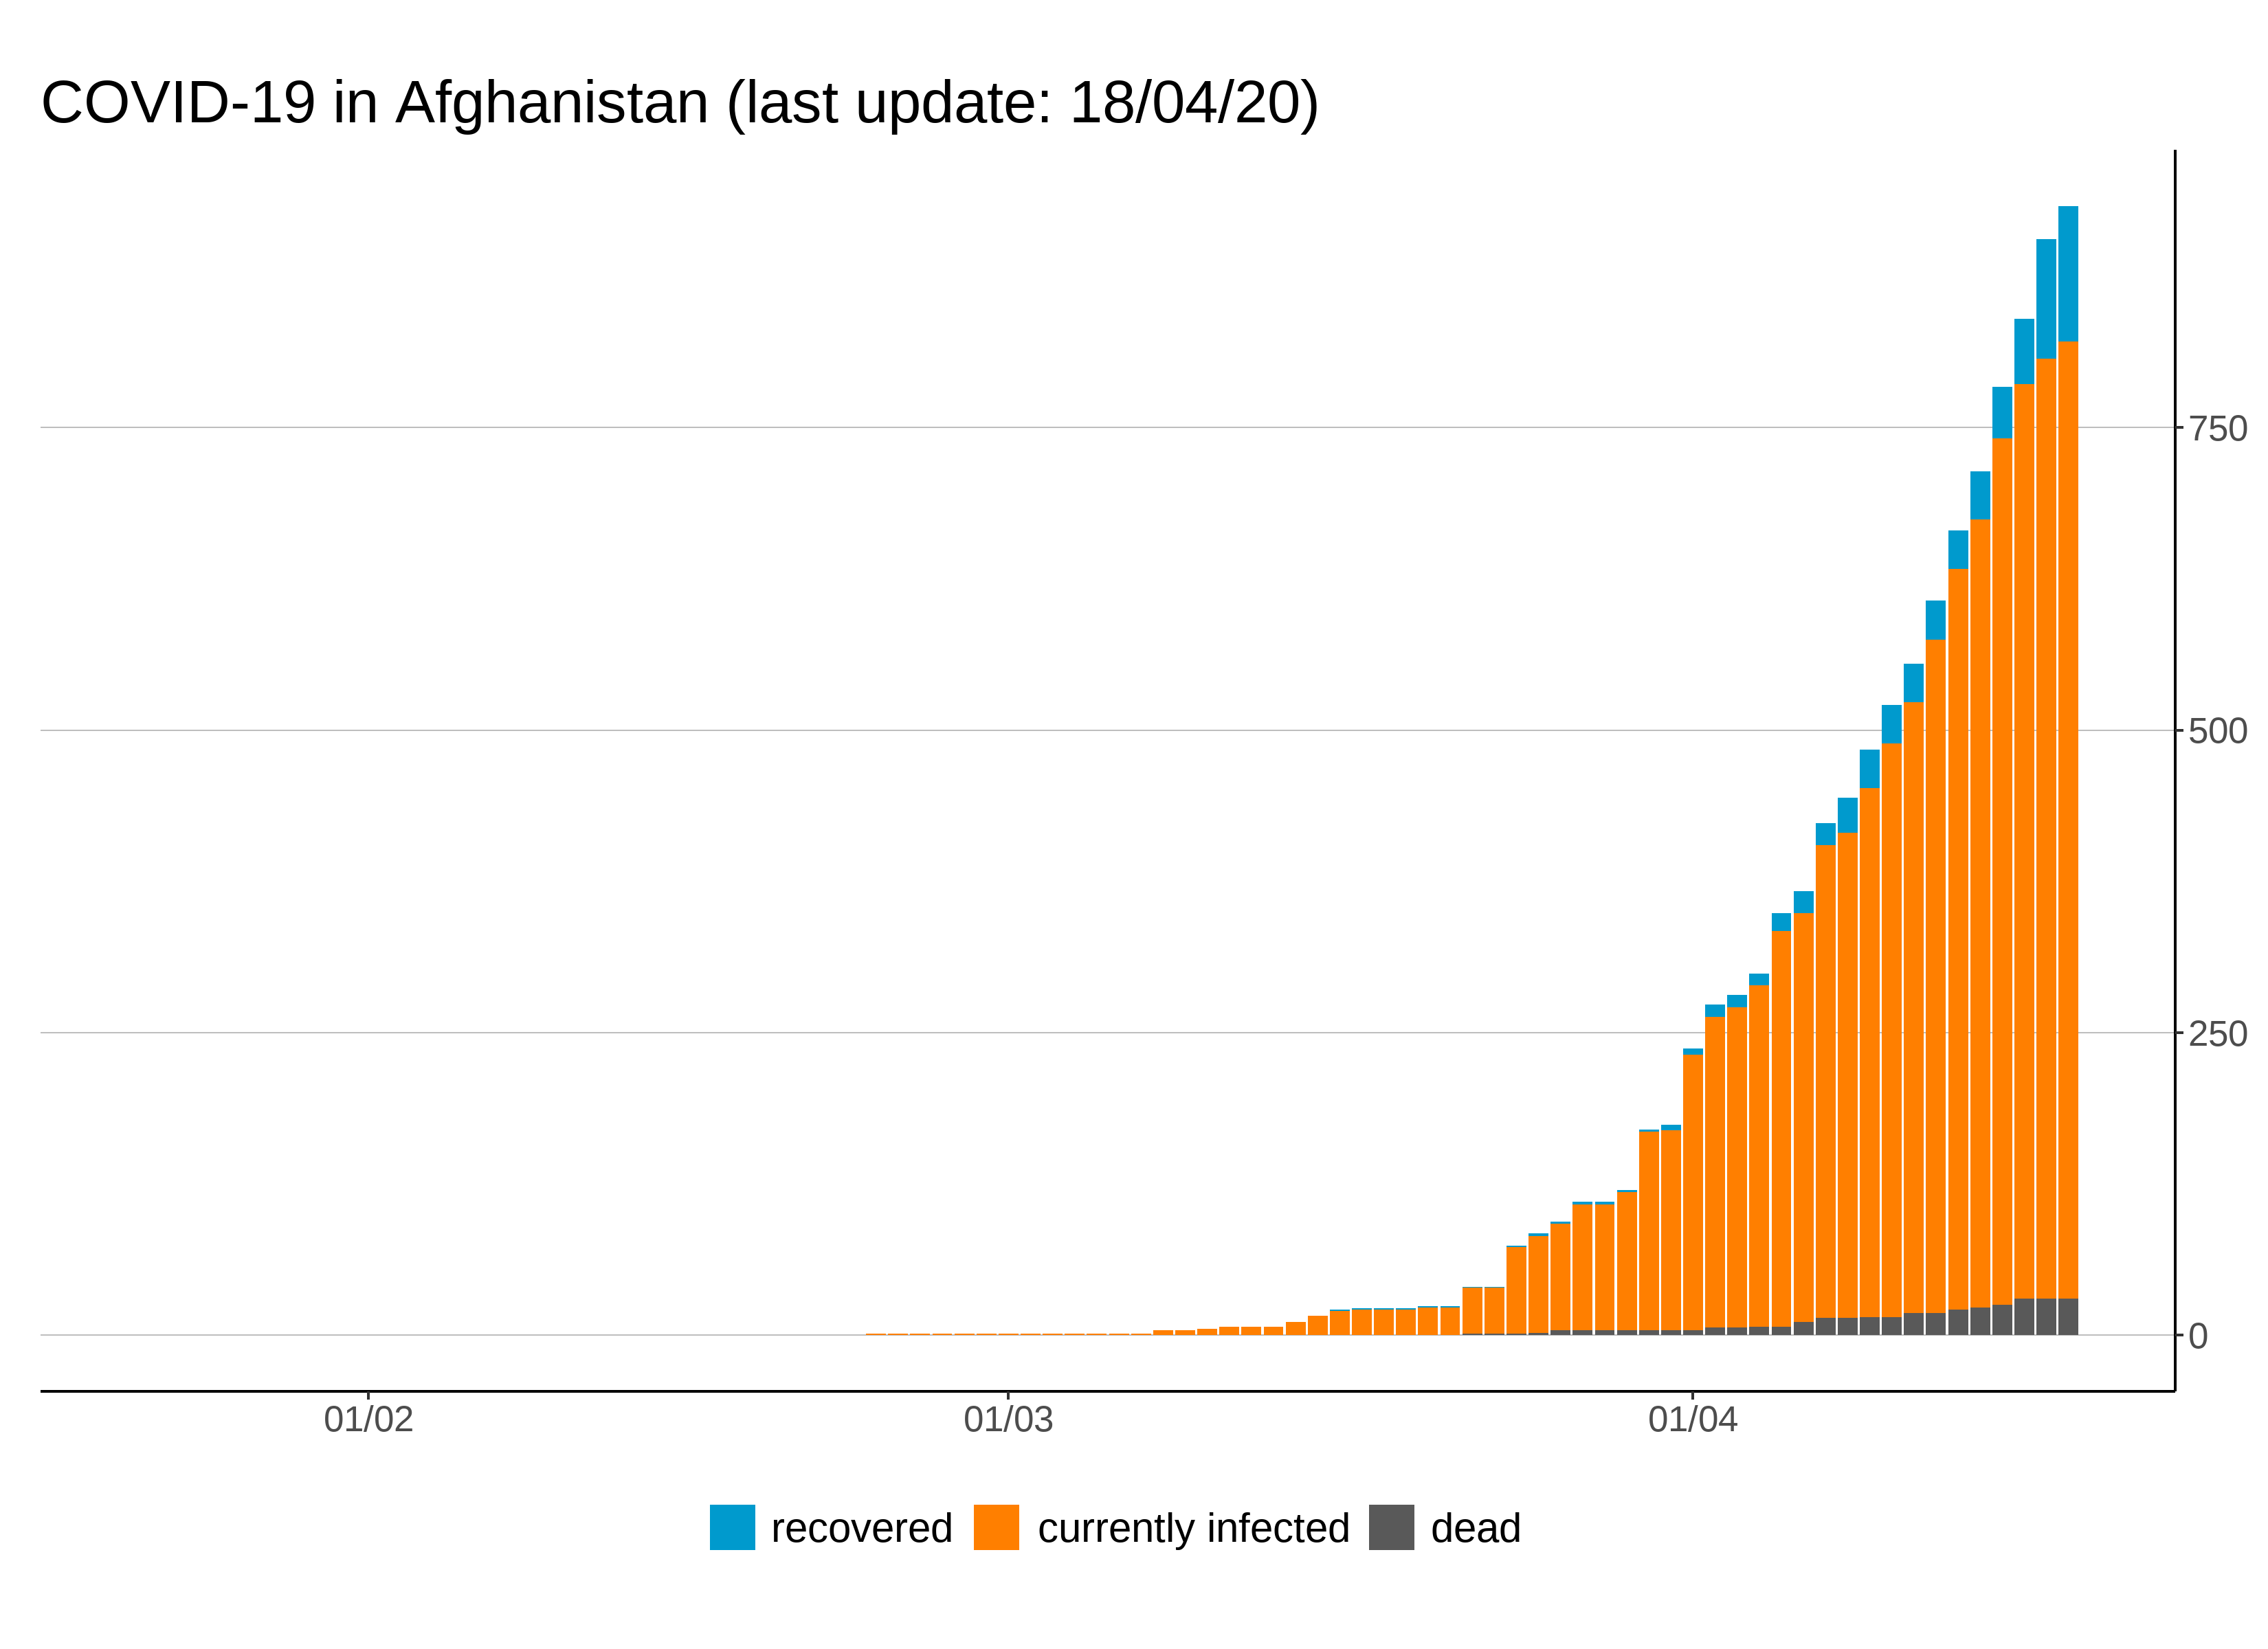 COVID-19 in Afghanistan (last update: 18/04/20)
750
500
250
0
01/02 01/03 01/04
recovered currently infected dead